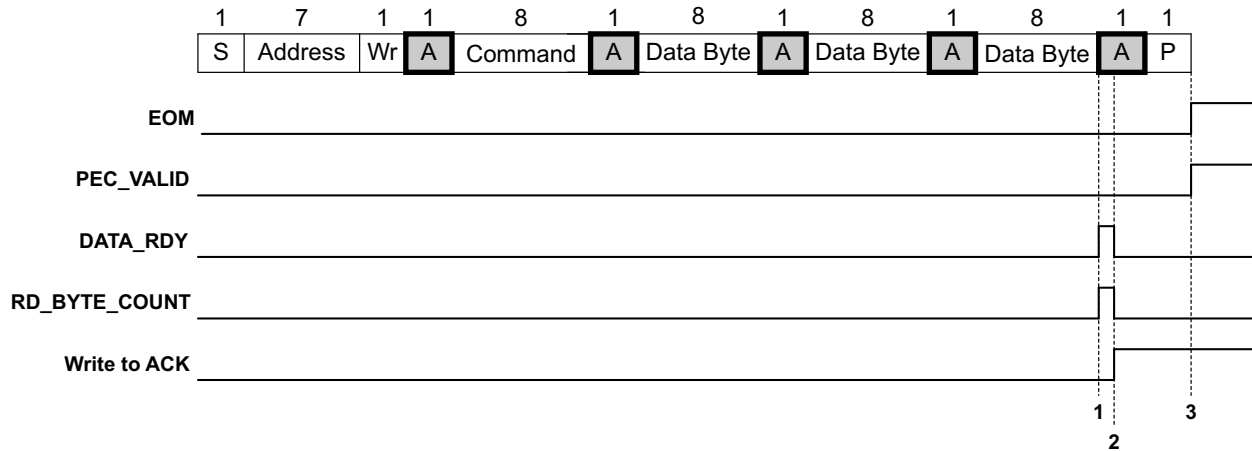 1 7 1 1 8 1 8 1 8 1 8 1 1
S Address Wr A Command A Data Byte A Data Byte A Data Byte A P
EOM
PEC_VALID
DATA_RDY
RD_BYTE_COUNT
Write to ACK
1 3
2